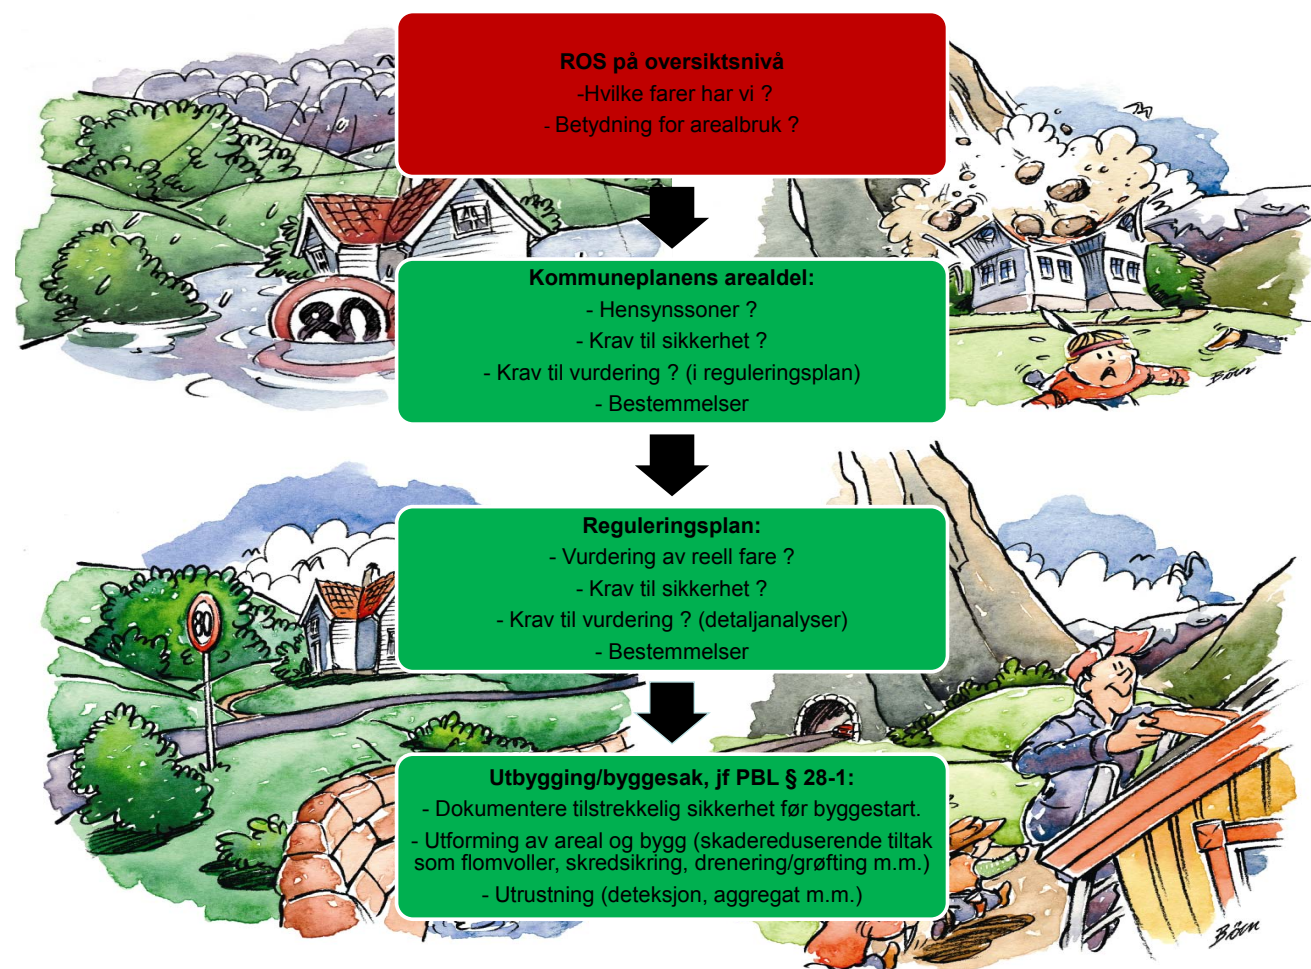 ROS på oversiktsnivå
-Hvilke farer har vi ?
- Betydning for arealbruk ?
80
Kommuneplanens arealdel:
- Hensynssoner ?
- Krav til sikkerhet ?
- Krav til vurdering ? (i reguleringsplan)
- Bestemmelser
Börn
Reguleringsplan:
- Vurdering av reell fare ?
- Krav til sikkerhet ?
- Krav til vurdering ? (detaljanalyser)
- Bestemmelser
80
Utbygging/byggesak, jf PBL § 28-1:
- Dokumentere tilstrekkelig sikkerhet før byggestart.
- Utforming av areal og bygg (skadereduserende tiltak
som flomvoller, skredsikring, drenering/grøfting m.m.)
- Utrustning (deteksjon, aggregat m.m.)
Börn